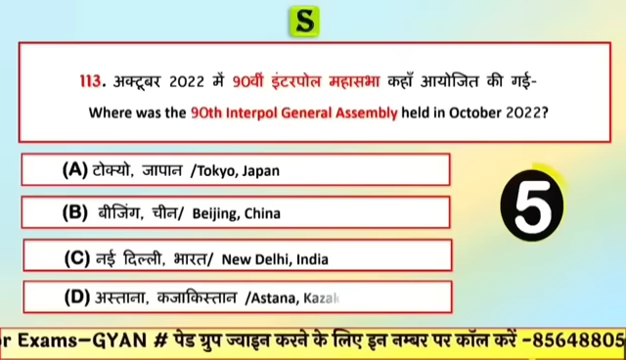 S
113. अक्टूबर 2022 में 90वीं इंटरपोल महासभा कहाँ आयोजित की गई-
Where was the 90th Interpol General Assembly held in October 2022?
(A) टोक्यो, जापान /Tokyo, Japan
(B) बीजिंग, चीन/ Beijing, China
5
(C) नई दिल्ली, भारत/ New Delhi, India
(D) अस्ताना, कजाकिस्तान /Astana, Kazak
r Exams-GYAN # पेड ग्रुप ज्वाइन करने के लिए इन नम्बर पर कॉल करें -85648805